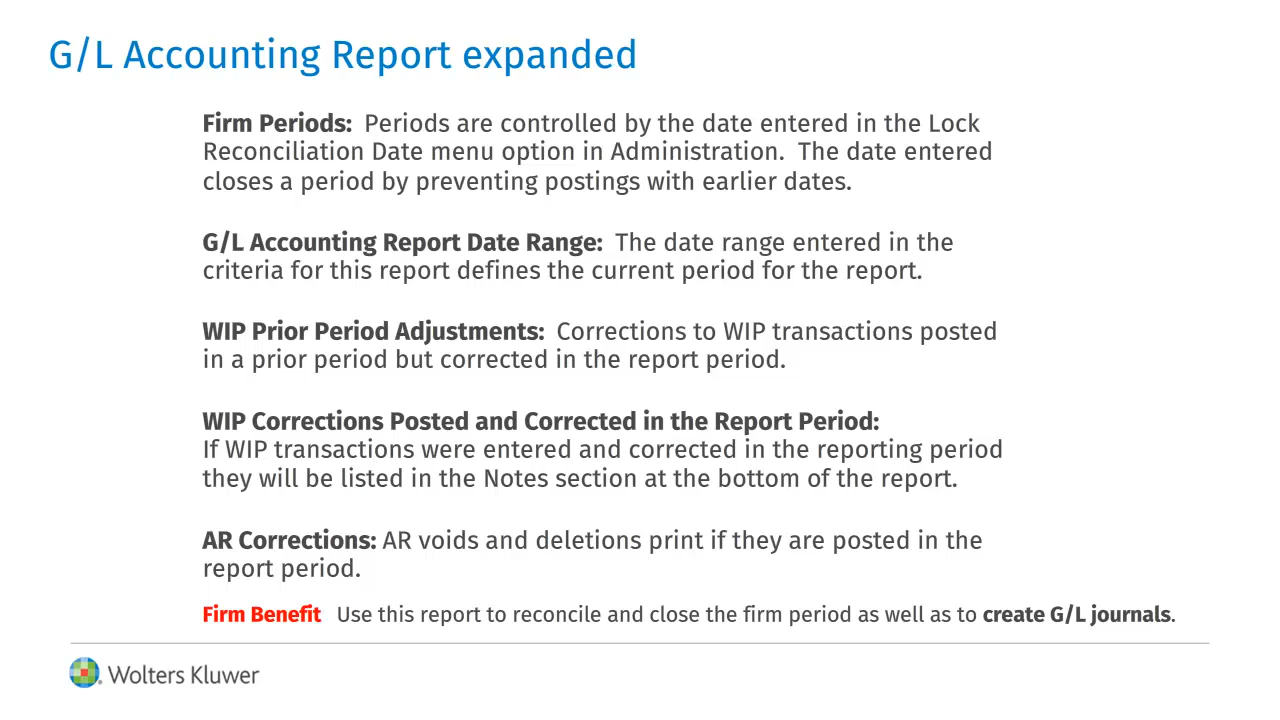 G/L Accounting Report expanded
Firm Periods:  Periods are controlled by the date entered in the Lock
Reconciliation Date menu option in Administration.  The date entered
closes a period by preventing postings with earlier dates.
G/L Accounting Report Date Range:  The date range entered in the
criteria for this report defines the current period for the report.
WIP Prior Period Adjustments:  Corrections to WIP transactions posted
in a prior period but corrected in the report period.
WIP Corrections Posted and Corrected in the Report Period:
If WIP transactions were entered and corrected in the reporting period
they will be listed in the Notes section at the bottom of the report.
AR Corrections: AR voids and deletions print if they are posted in the
report period.
Firm Benefit   Use this report to reconcile and close the firm period as well as to create G/L journals.
Wolters Kluwer